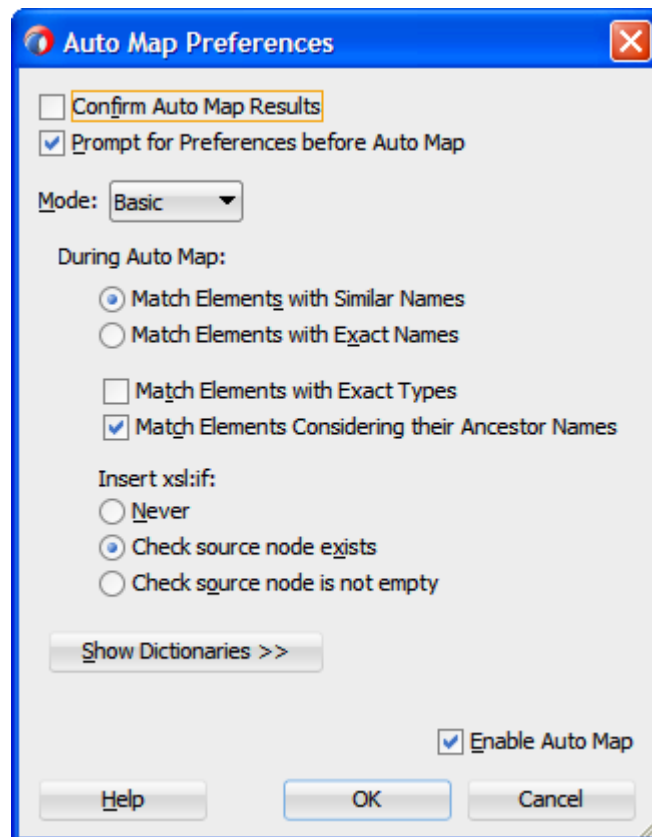 Auto Map Preferences
Confirm Auto Map Results
Prompt for Preferences before Auto Map
Mode: Basic
During Auto Map:
Match Elements with Similar Names
Match Elements with Exact Names
Match Elements with Exact Types
Match Elements Considering their Ancestor Names
Insert xsl:if:
Never
Check source node exists
Check source node is not empty
Show Dictionaries >>
Enable Auto Map
Help OK Cancel